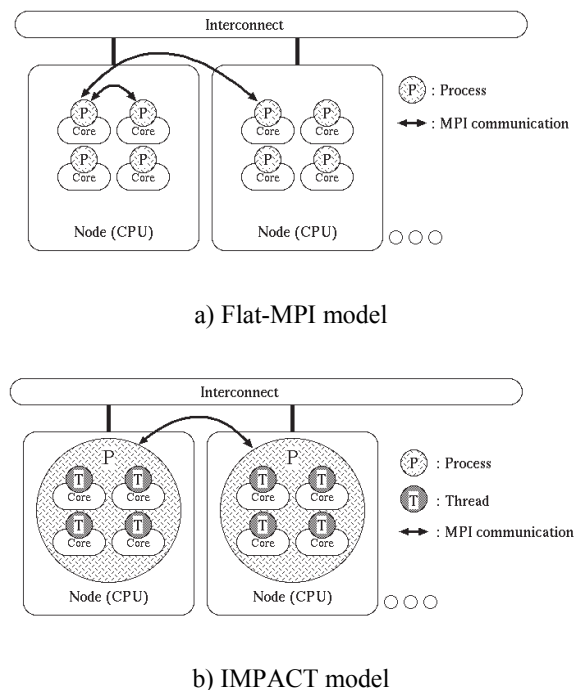 Interconnect
P P P P
Core Core Core Core
P P P P
Core Core Core Core
Node (CPU) Node (CPU)
P : Process
: MPI communication
a) Flat-MPI model
Interconnect
P P
T T T T
Core Core Core Core
T T T T
Core Core Core Core
Node (CPU) Node (CPU)
P : Process
T : Thread
: MPI communication
b) IMPACT model